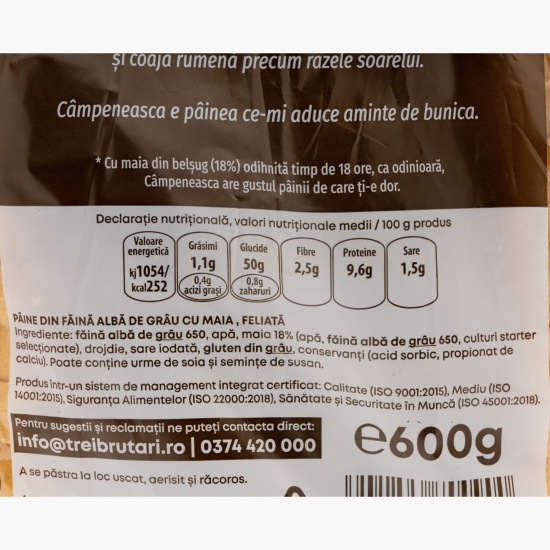 și coaja rumenă precum razele soarelui.
Câmpeneasca e pâinea ce-mi aduce aminte de bunica.
* Cu maia din belșug (18%) odihnită timp de 18 ore, ca odinioară,
Câmpeneasca are gustul pâinii de care ți-e dor.
Declarație nutrițională, valori nutriționale medii / 100 g produs
Valoare energetică kj1054/ kcal252
Grăsimi 1,1g 0,4g acizi grași
Glucide 50g 0,8g zaharuri
Fibre 2,5g
Proteine 9,6g
Sare 1,5g
PÂINE DIN FĂINĂ ALBĂ DE GRÂU CU MAIA , FELIATĂ
Ingrediente: făină albă de grâu 650, apă, maia 18% (apă, făină albă de grâu 650, culturi starter
selecționate), drojdie, sare iodată, gluten din grâu, conservanți (acid sorbic, propionat de
calciu). Poate conține urme de soia și semințe de susan.
Produs într-un sistem de management integrat certificat: Calitate (ISO 9001:2015), Mediu (ISO
14001:2015), Siguranța Alimentelor (ISO 22000:2018), Sănătate și Securitate în Muncă (ISO 45001:2018).
Pentru sugestii și reclamații ne puteți contacta direct:
info@treibrutari.ro | 0374 420 000
e600g
A se păstra la loc uscat, aerisit și răcoros.